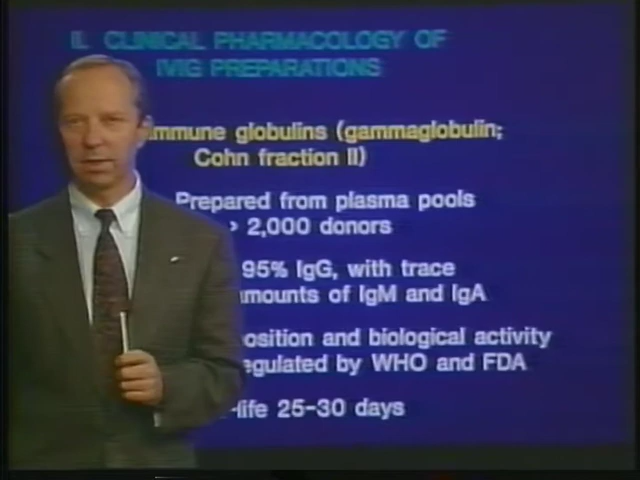 II. CLINICAL PHARMACOLOGY OF
IVIG PREPARATIONS
Immune globulins (gammaglobulin;
Cohn fraction II)
Prepared from plasma pools
> 2,000 donors
95% IgG, with trace
amounts of IgM and IgA
osition and biological activity
egulated by WHO and FDA
-life 25-30 days